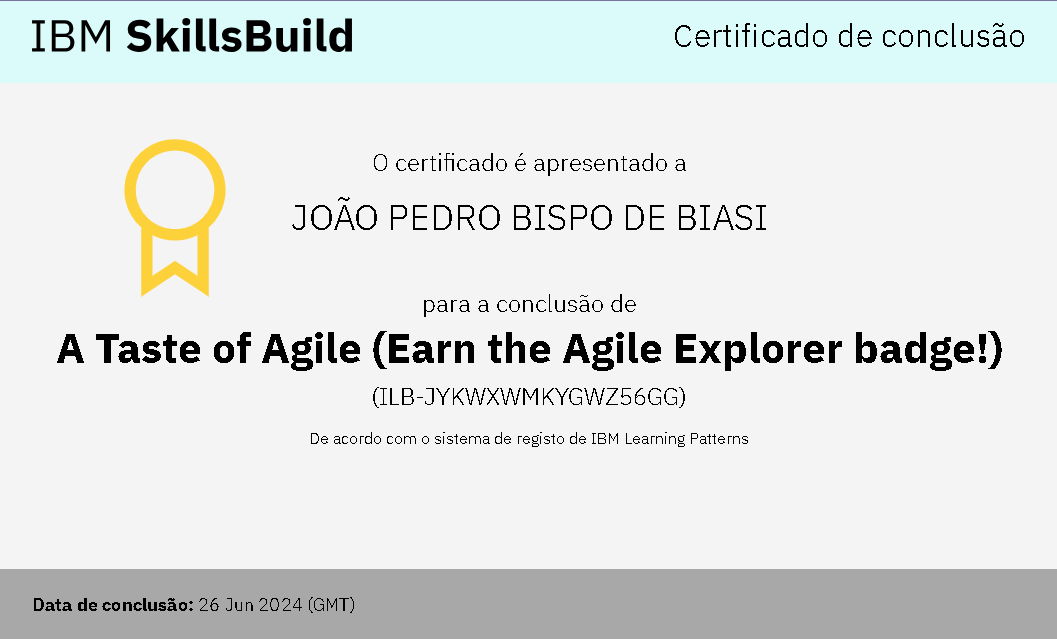 IBM SkillsBuild
Certificado de conclusão
O certificado é apresentado a
JOÃO PEDRO BISPO DE BIASI
para a conclusão de
A Taste of Agile (Earn the Agile Explorer badge!)
(ILB-JYKWXWMKYGWZ56GG)
De acordo com o sistema de registo de IBM Learning Patterns
Data de conclusão: 26 Jun 2024 (GMT)